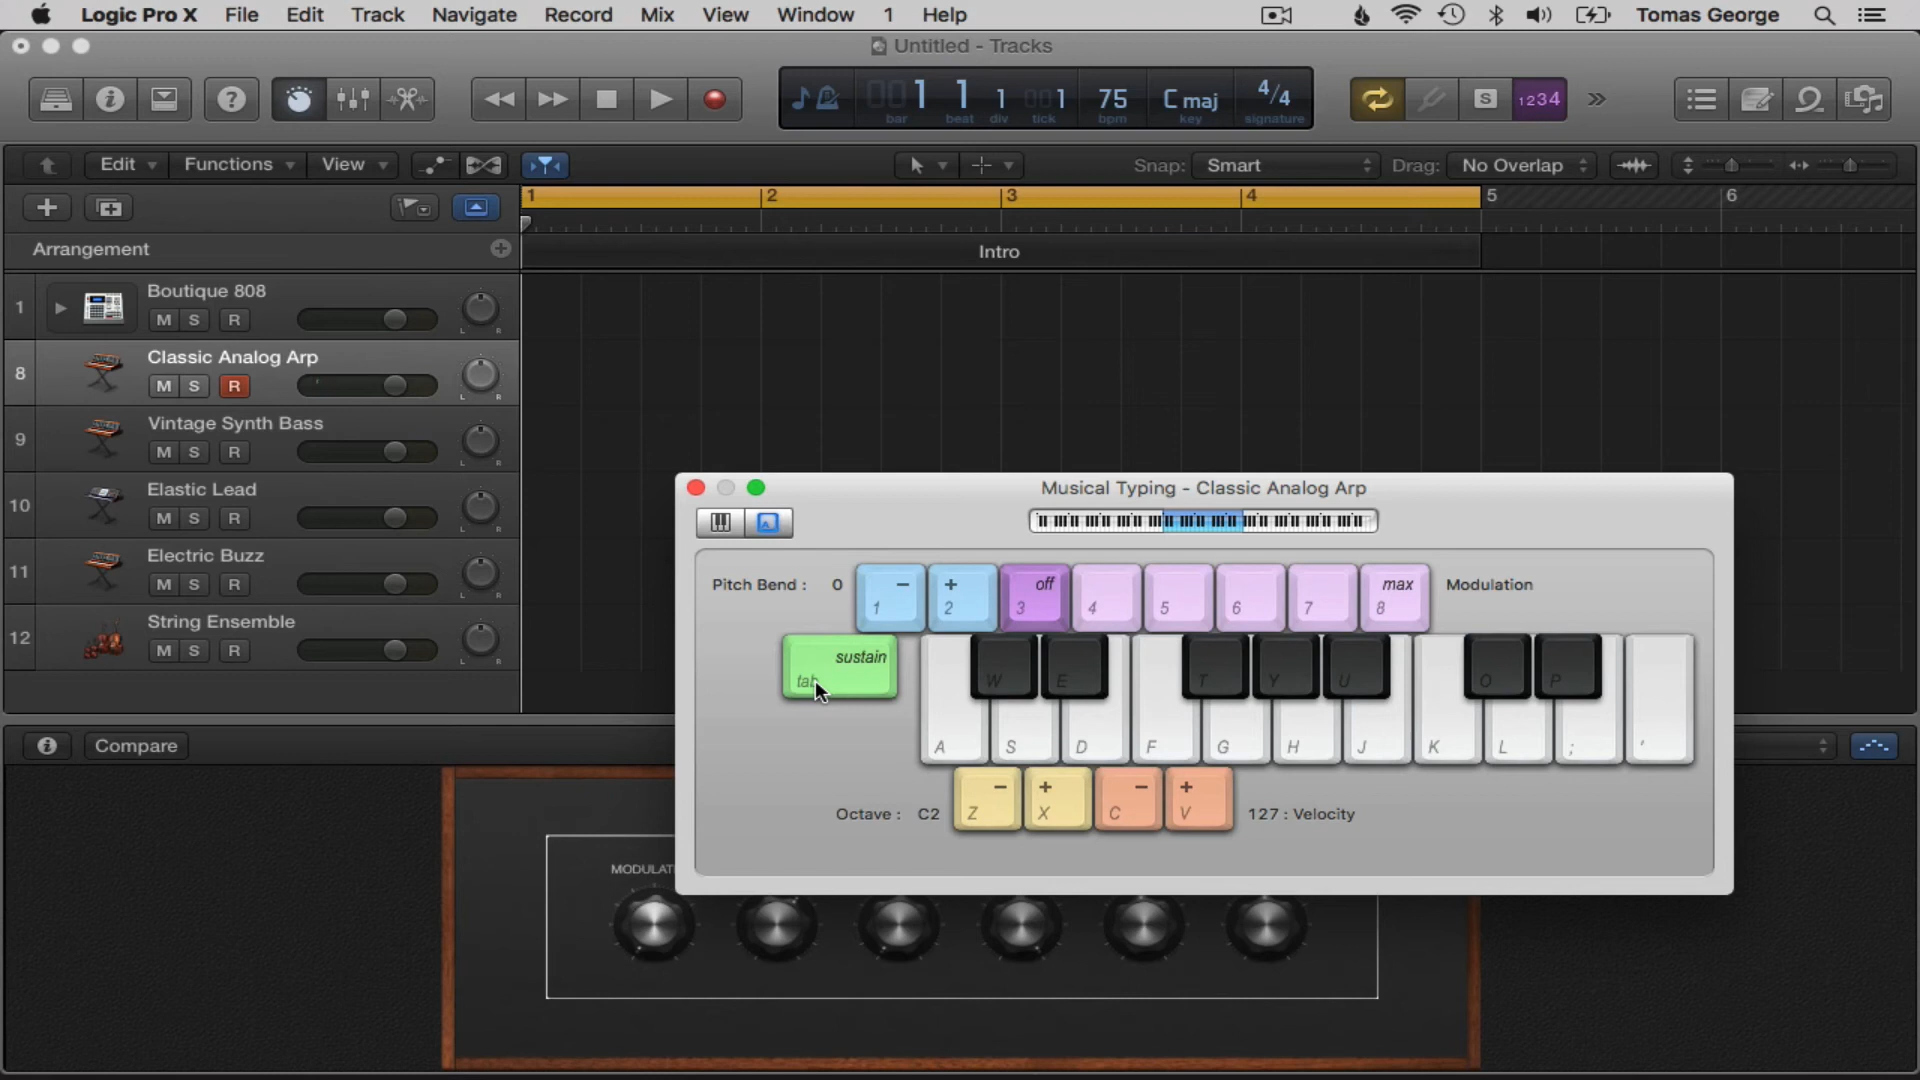 Logic Pro X File Edit Track Navigate Record Mix View Window 1 Help Tomas George
Untitled - Tracks
001 1 1 001 75 C maj 4/4
bar beat div tick bpm key signature
S 1234
Edit Functions View Snap: Smart Drag: No Overlap
1 2 3 4 5 6
Arrangement
Intro
1 Boutique 808
M S R L R
8 Classic Analog Arp
M S R L R
9 Vintage Synth Bass
M S R L R
10 Elastic Lead
M S R L R
11 Electric Buzz
M S R L R
12 String Ensemble
M S R L R
Musical Typing - Classic Analog Arp
A
Pitch Bend : 0 − + off max Modulation
1 2 3 4 5 6 7 8
sustain
tab W E T Y U O P
A S D F G H J K L ; '
− + − +
Octave : C2 Z X C V 127 : Velocity
Compare
MODULAT